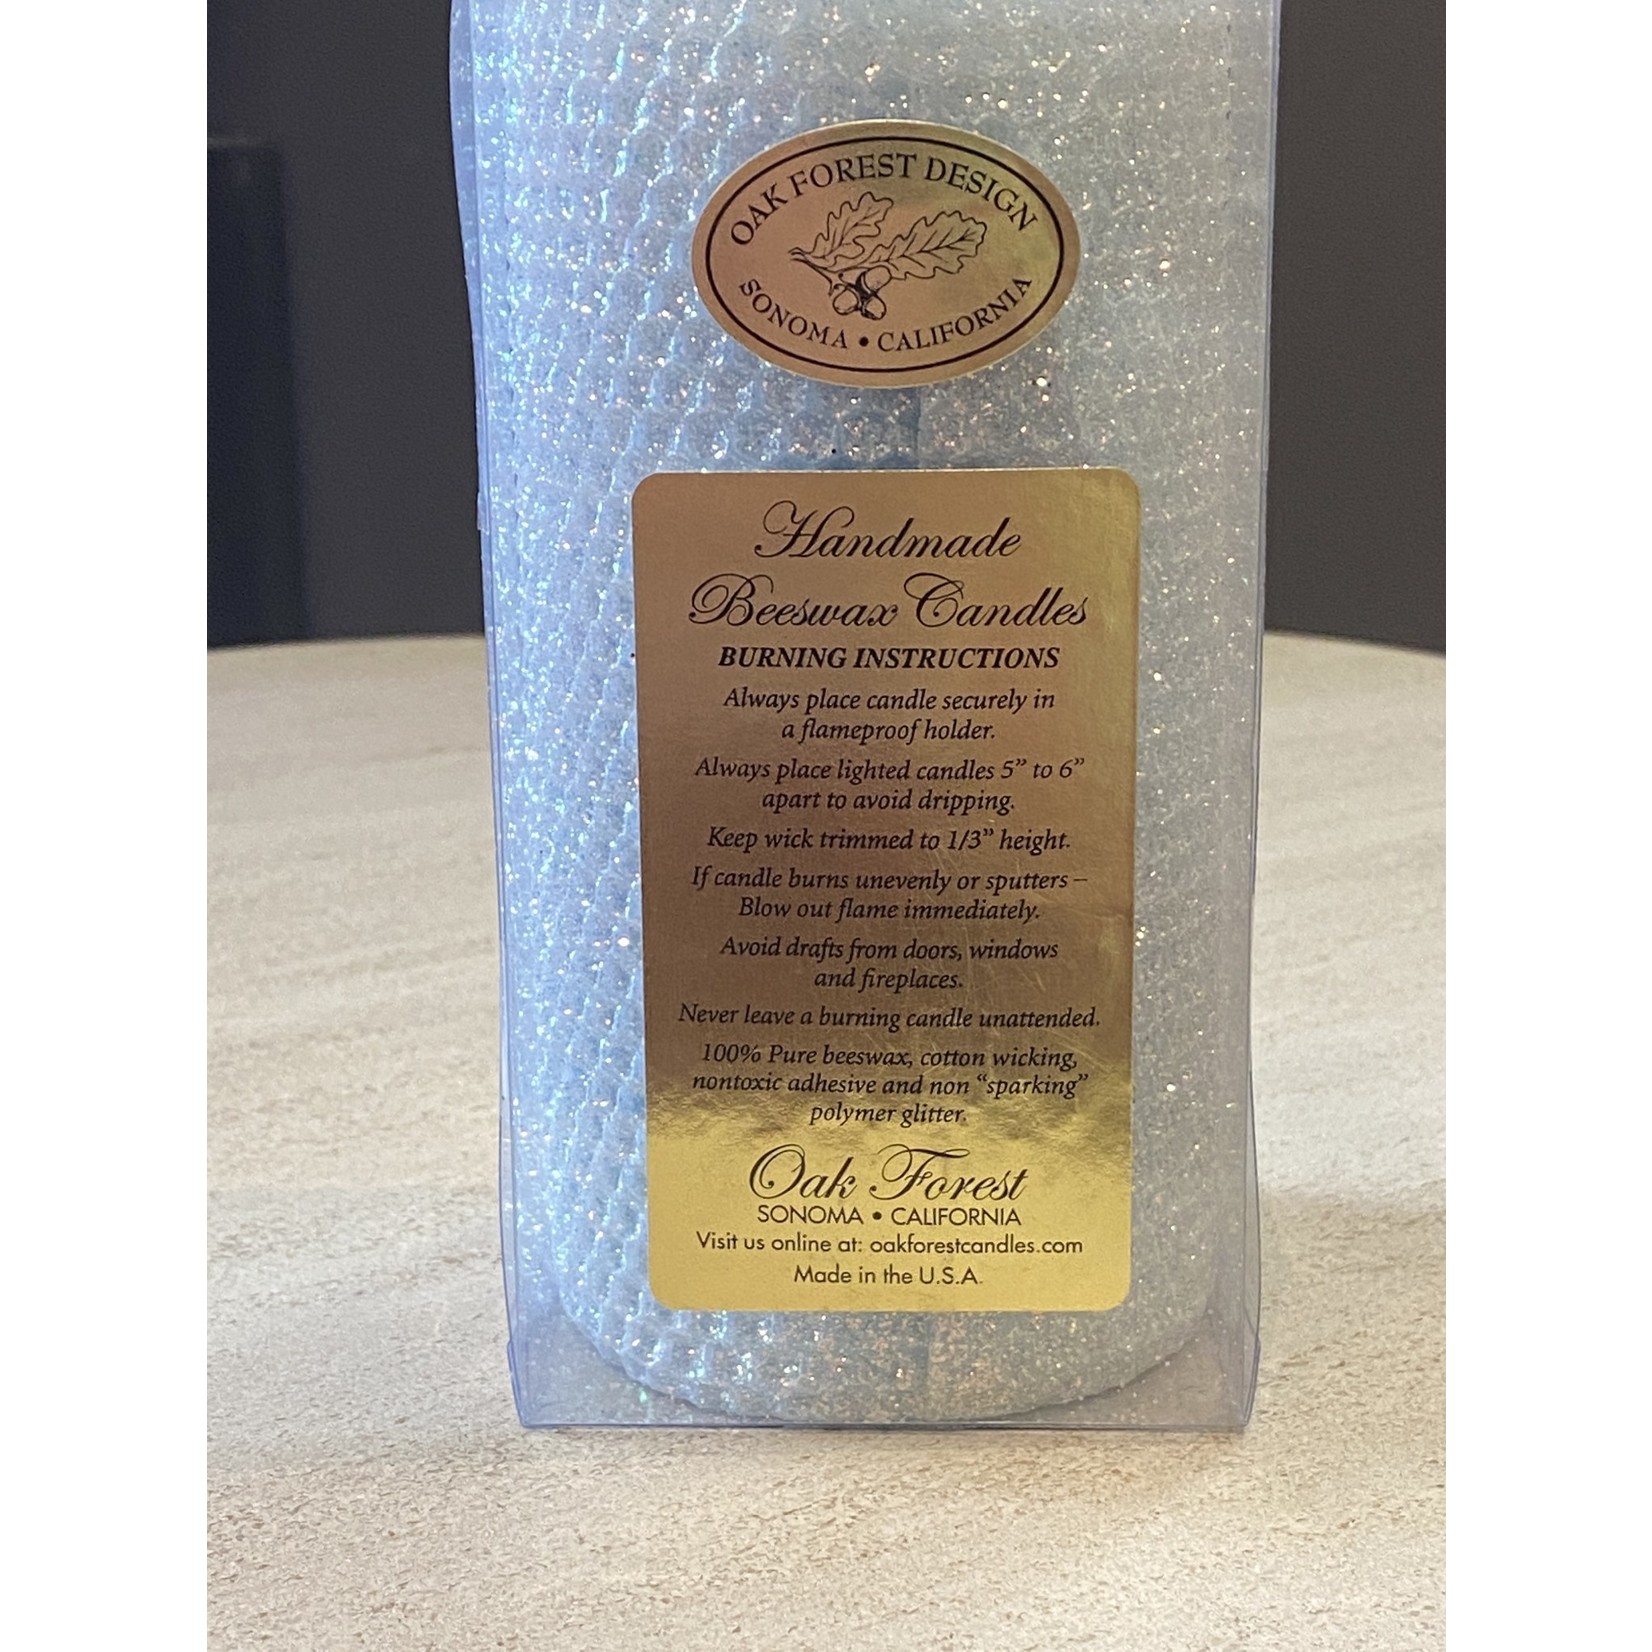 OAK FOREST DESIGN
SONOMA • CALIFORNIA
Handmade
Beeswax Candles
BURNING INSTRUCTIONS
Always place candle securely in
a flameproof holder.
Always place lighted candles 5” to 6”
apart to avoid dripping.
Keep wick trimmed to 1/3” height.
If candle burns unevenly or sputters –
Blow out flame immediately.
Avoid drafts from doors, windows
and fireplaces.
Never leave a burning candle unattended.
100% Pure beeswax, cotton wicking,
nontoxic adhesive and non “sparking”
polymer glitter.
Oak Forest
SONOMA • CALIFORNIA
Visit us online at: oakforestcandles.com
Made in the U.S.A.